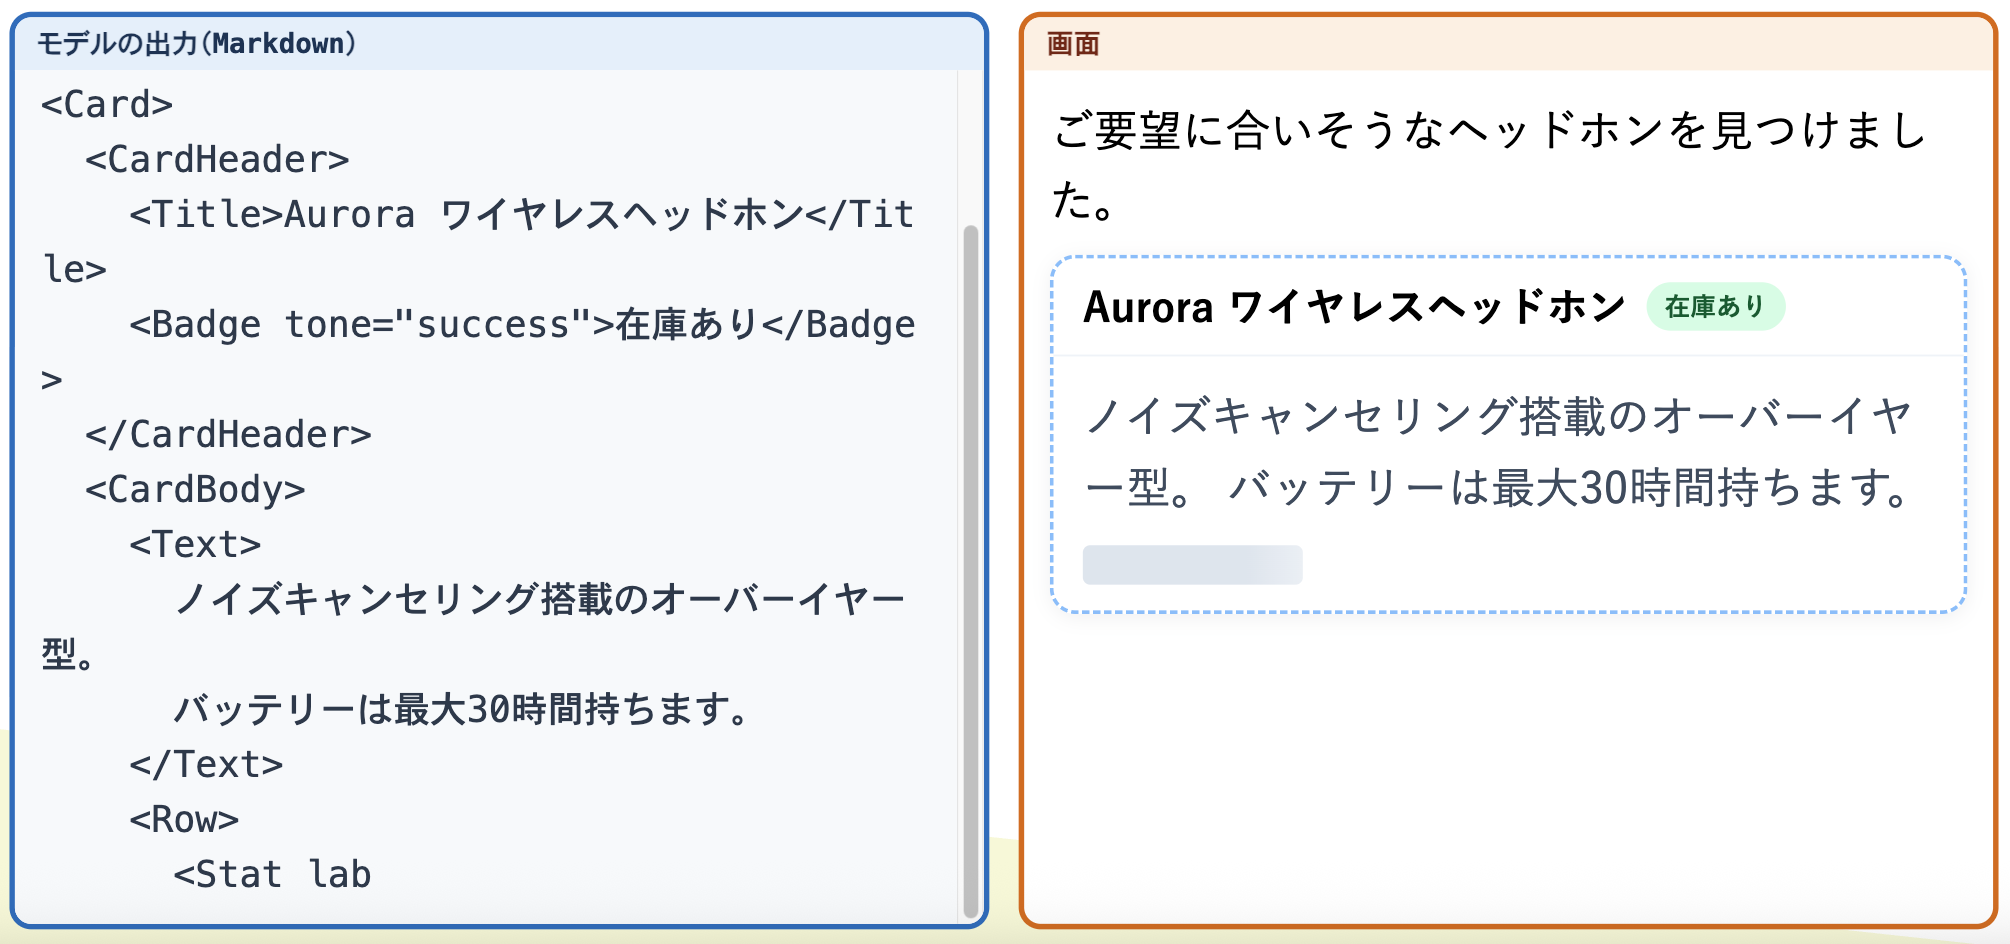 モデルの出力(Markdown)
<Card>
  <CardHeader>
    <Title>Aurora ワイヤレスヘッドホン</Tit
le>
    <Badge tone="success">在庫あり</Badge
>
  </CardHeader>
  <CardBody>
    <Text>
      ノイズキャンセリング搭載のオーバーイヤー
型。
      バッテリーは最大30時間持ちます。
    </Text>
    <Row>
      <Stat lab
画面
ご要望に合いそうなヘッドホンを見つけまし
た。
Aurora ワイヤレスヘッドホン 在庫あり
ノイズキャンセリング搭載のオーバーイヤ
ー型。 バッテリーは最大30時間持ちます。